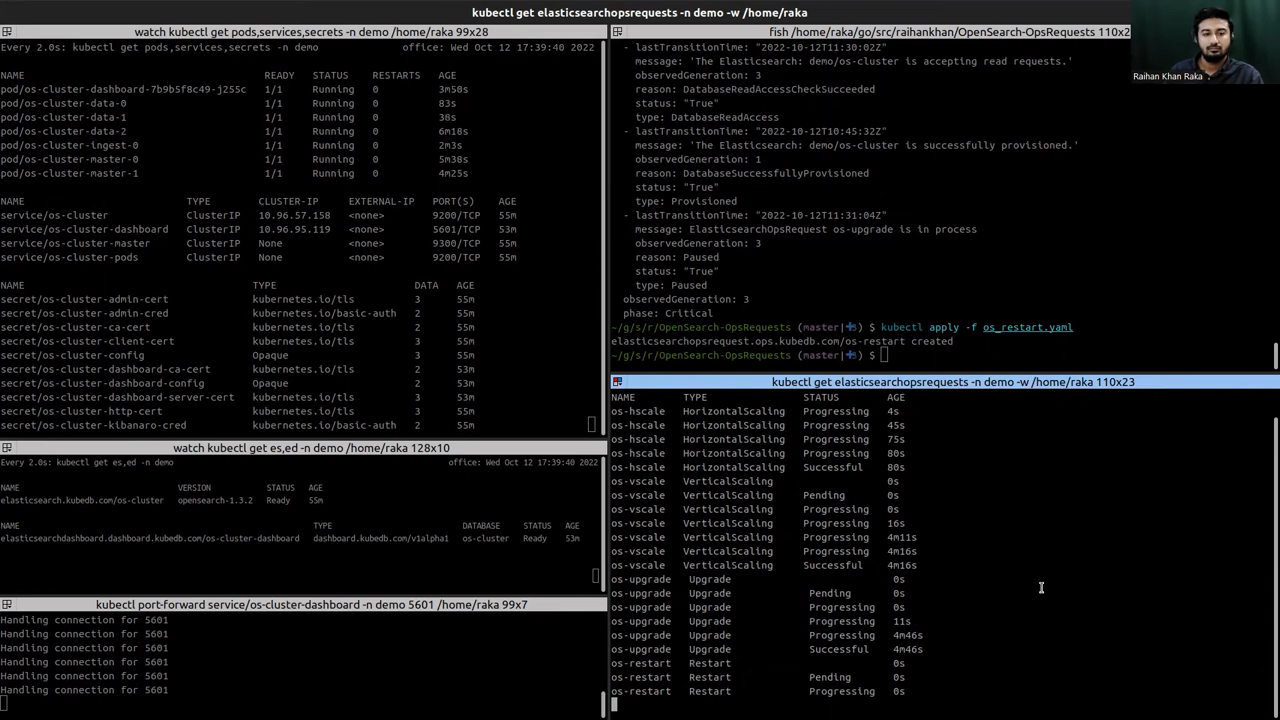 kubectl get elasticsearchopsrequests -n demo -w /home/raka
watch kubectl get pods,services,secrets -n demo /home/raka 99x28
Every 2.0s: kubectl get pods,services,secrets -n demo office: Wed Oct 12 17:39:40 2022
NAME READY STATUS RESTARTS AGE
pod/os-cluster-dashboard-7b9b5f8c49-j255c 1/1 Running 0 3m50s
pod/os-cluster-data-0 1/1 Running 0 83s
pod/os-cluster-data-1 1/1 Running 0 38s
pod/os-cluster-data-2 1/1 Running 0 6m18s
pod/os-cluster-ingest-0 1/1 Running 0 2m3s
pod/os-cluster-master-0 1/1 Running 0 5m38s
pod/os-cluster-master-1 1/1 Running 0 4m25s
NAME TYPE CLUSTER-IP EXTERNAL-IP PORT(S) AGE
service/os-cluster ClusterIP 10.96.57.158 <none> 9200/TCP 55m
service/os-cluster-dashboard ClusterIP 10.96.95.119 <none> 5601/TCP 53m
service/os-cluster-master ClusterIP None <none> 9300/TCP 55m
service/os-cluster-pods ClusterIP None <none> 9200/TCP 55m
NAME TYPE DATA AGE
secret/os-cluster-admin-cert kubernetes.io/tls 3 55m
secret/os-cluster-admin-cred kubernetes.io/basic-auth 2 55m
secret/os-cluster-ca-cert kubernetes.io/tls 2 55m
secret/os-cluster-client-cert kubernetes.io/tls 3 55m
secret/os-cluster-config Opaque 3 55m
secret/os-cluster-dashboard-ca-cert kubernetes.io/tls 2 53m
secret/os-cluster-dashboard-config Opaque 2 53m
secret/os-cluster-dashboard-server-cert kubernetes.io/tls 3 53m
secret/os-cluster-http-cert kubernetes.io/tls 3 55m
secret/os-cluster-kibanaro-cred kubernetes.io/basic-auth 2 55m
watch kubectl get es,ed -n demo /home/raka 128x10
Every 2.0s: kubectl get es,ed -n demo office: Wed Oct 12 17:39:40 2022
NAME VERSION STATUS AGE
elasticsearch.kubedb.com/os-cluster opensearch-1.3.2 Ready 55m
NAME TYPE DATABASE STATUS AGE
elasticsearchdashboard.dashboard.kubedb.com/os-cluster-dashboard dashboard.kubedb.com/v1alpha1 os-cluster Ready 53m
kubectl port-forward service/os-cluster-dashboard -n demo 5601 /home/raka 99x7
Handling connection for 5601
Handling connection for 5601
Handling connection for 5601
Handling connection for 5601
Handling connection for 5601
Handling connection for 5601
fish /home/raka/go/src/raihankhan/OpenSearch-OpsRequests 110x2
- lastTransitionTime: "2022-10-12T11:30:02Z"
message: 'The Elasticsearch: demo/os-cluster is accepting read requests.'
observedGeneration: 3
reason: DatabaseReadAccessCheckSucceeded
status: "True"
type: DatabaseReadAccess
- lastTransitionTime: "2022-10-12T10:45:32Z"
message: 'The Elasticsearch: demo/os-cluster is successfully provisioned.'
observedGeneration: 1
reason: DatabaseSuccessfullyProvisioned
status: "True"
type: Provisioned
- lastTransitionTime: "2022-10-12T11:31:04Z"
message: ElasticsearchOpsRequest os-upgrade is in process
observedGeneration: 3
reason: Paused
status: "True"
type: Paused
observedGeneration: 3
phase: Critical
~/g/s/r/OpenSearch-OpsRequests (master|✚3) $ kubectl apply -f os_restart.yaml
elasticsearchopsrequest.ops.kubedb.com/os-restart created
~/g/s/r/OpenSearch-OpsRequests (master|✚3) $
kubectl get elasticsearchopsrequests -n demo -w /home/raka 110x23
NAME TYPE STATUS AGE
os-hscale HorizontalScaling Progressing 4s
os-hscale HorizontalScaling Progressing 45s
os-hscale HorizontalScaling Progressing 75s
os-hscale HorizontalScaling Progressing 80s
os-hscale HorizontalScaling Successful 80s
os-vscale VerticalScaling 0s
os-vscale VerticalScaling Pending 0s
os-vscale VerticalScaling Progressing 0s
os-vscale VerticalScaling Progressing 16s
os-vscale VerticalScaling Progressing 4m11s
os-vscale VerticalScaling Progressing 4m16s
os-vscale VerticalScaling Successful 4m16s
os-upgrade Upgrade 0s
os-upgrade Upgrade Pending 0s
os-upgrade Upgrade Progressing 0s
os-upgrade Upgrade Progressing 11s
os-upgrade Upgrade Progressing 4m46s
os-upgrade Upgrade Successful 4m46s
os-restart Restart 0s
os-restart Restart Pending 0s
os-restart Restart Progressing 0s
Raihan Khan Raka